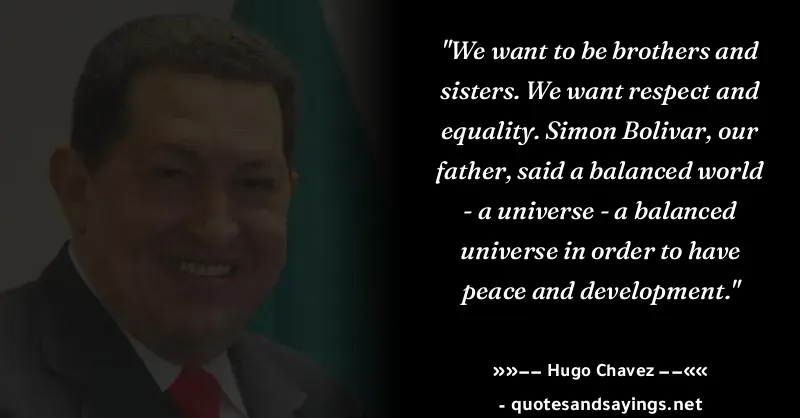 "We want to be brothers and
sisters. We want respect and
equality. Simon Bolivar, our
father, said a balanced world
- a universe - a balanced
universe in order to have
peace and development."
»»—— Hugo Chavez ——««
- quotesandsayings.net